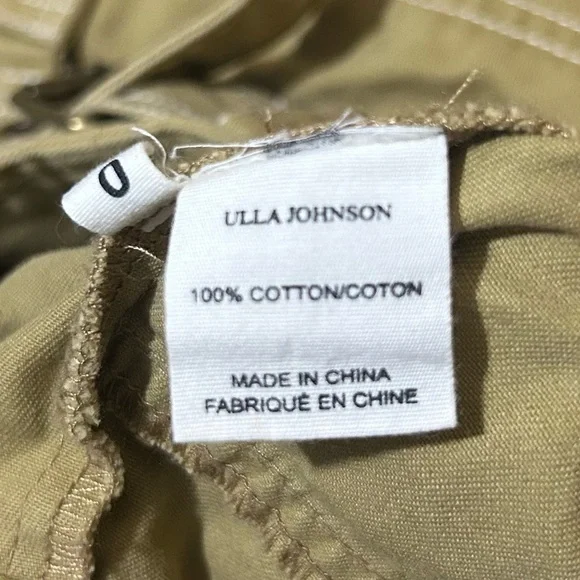 ULLA JOHNSON
100% COTTON/COTON
MADE IN CHINA
FABRIQUÉ EN CHINE